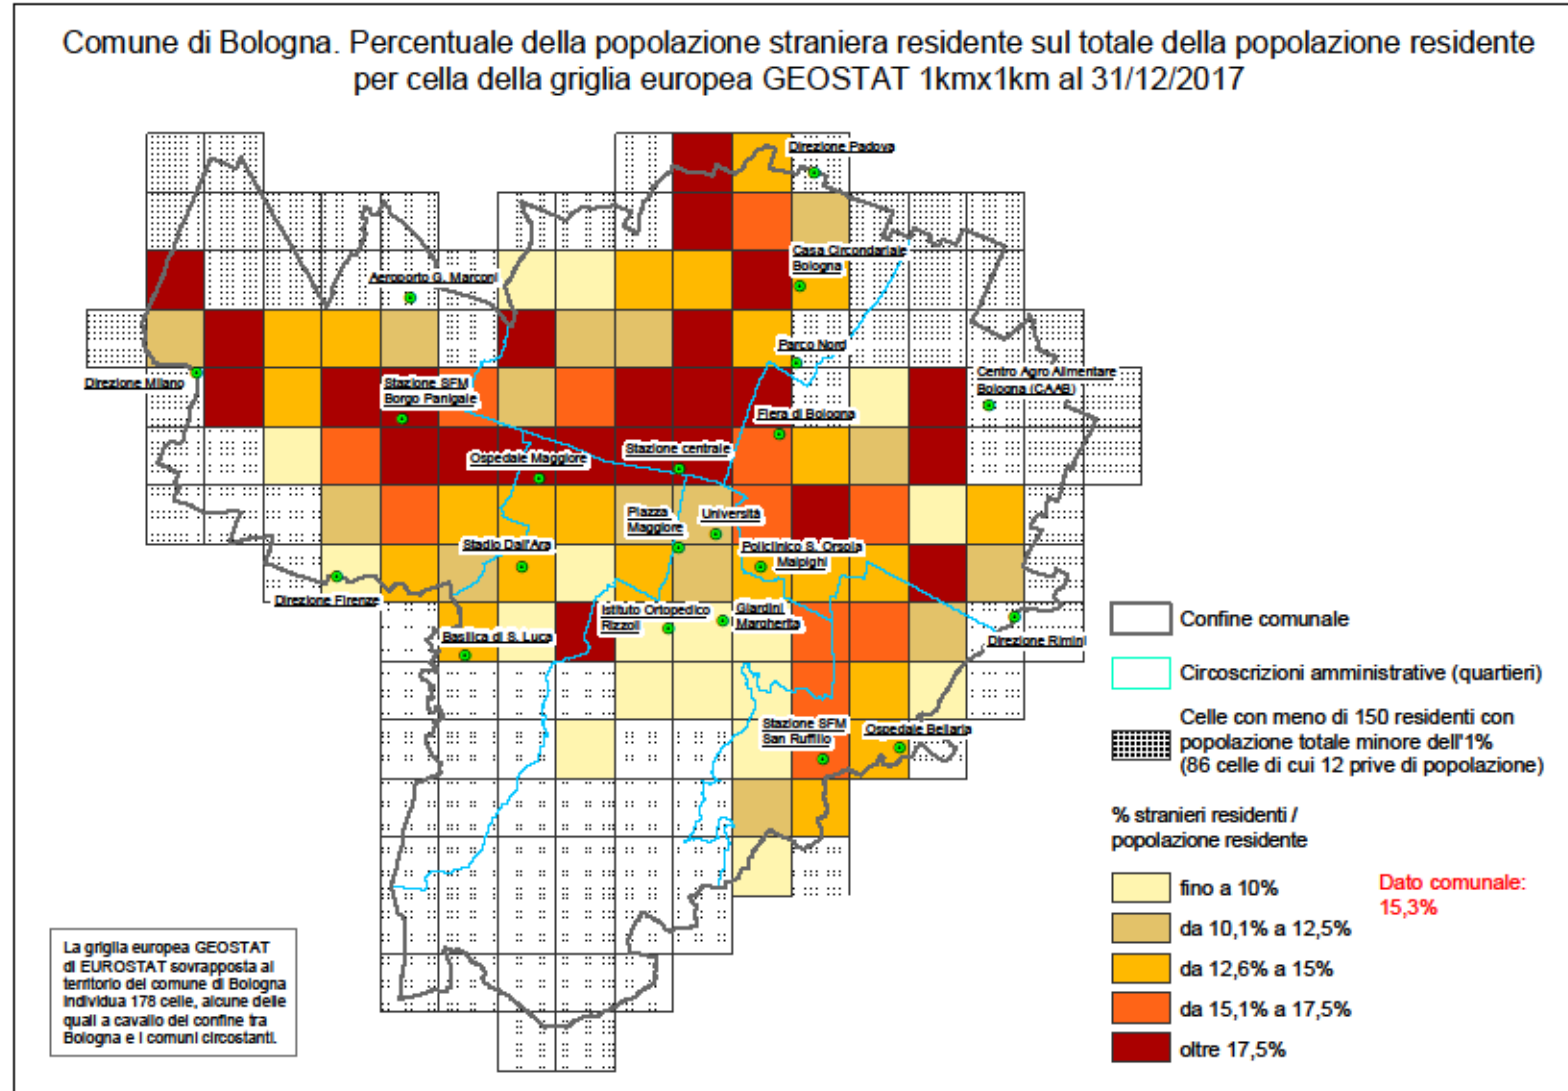 Comune di Bologna. Percentuale della popolazione straniera residente sul totale della popolazione residente
per cella della griglia europea GEOSTAT 1kmx1km al 31/12/2017
Direzione Padova
Casa Circondariale
Bologna
Aeroporto G. Marconi
Parco Nord
Direzione Milano
Stazione SFM
Borgo Panigale
Centro Agro Alimentare
Bologna (CAAB)
Fiera di Bologna
Ospedale Maggiore
Stazione centrale
Piazza
Maggiore
Università
Stadio Dall'Ara
Policlinico S. Orsola
Malpighi
Direzione Firenze
Istituto Ortopedico
Rizzoli
Giardini
Margherita
Basilica di S. Luca
Direzione Rimini
Stazione SFM
San Ruffillo
Ospedale Bellaria
Confine comunale
Circoscrizioni amministrative (quartieri)
Celle con meno di 150 residenti con
popolazione totale minore dell'1%
(86 celle di cui 12 prive di popolazione)
% stranieri residenti /
popolazione residente
fino a 10%
da 10,1% a 12,5%
da 12,6% a 15%
da 15,1% a 17,5%
oltre 17,5%
Dato comunale:
15,3%
La griglia europea GEOSTAT
di EUROSTAT sovrapposta al
territorio del comune di Bologna
individua 178 celle, alcune delle
quali a cavallo del confine tra
Bologna e i comuni circostanti.